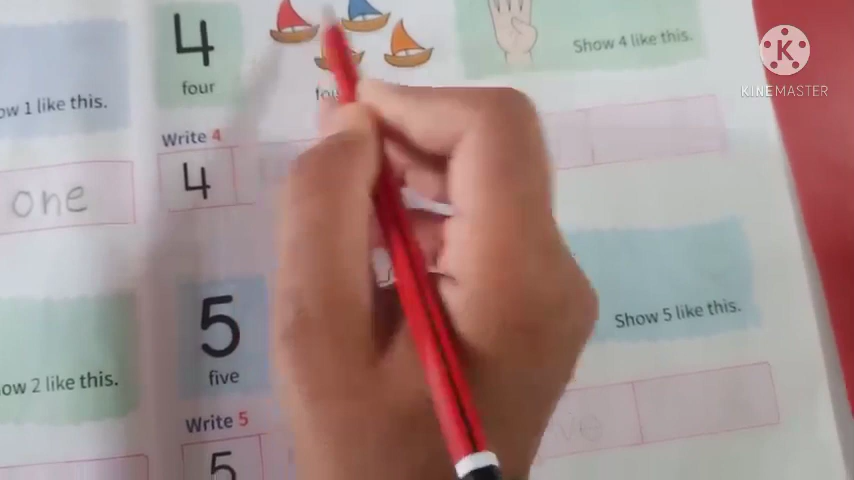 4
four
Show 4 like this.
KINEMASTER
ow 1 like this.
Write 4
4
one
5
five
Show 5 like this.
ow 2 like this.
Write 5
5